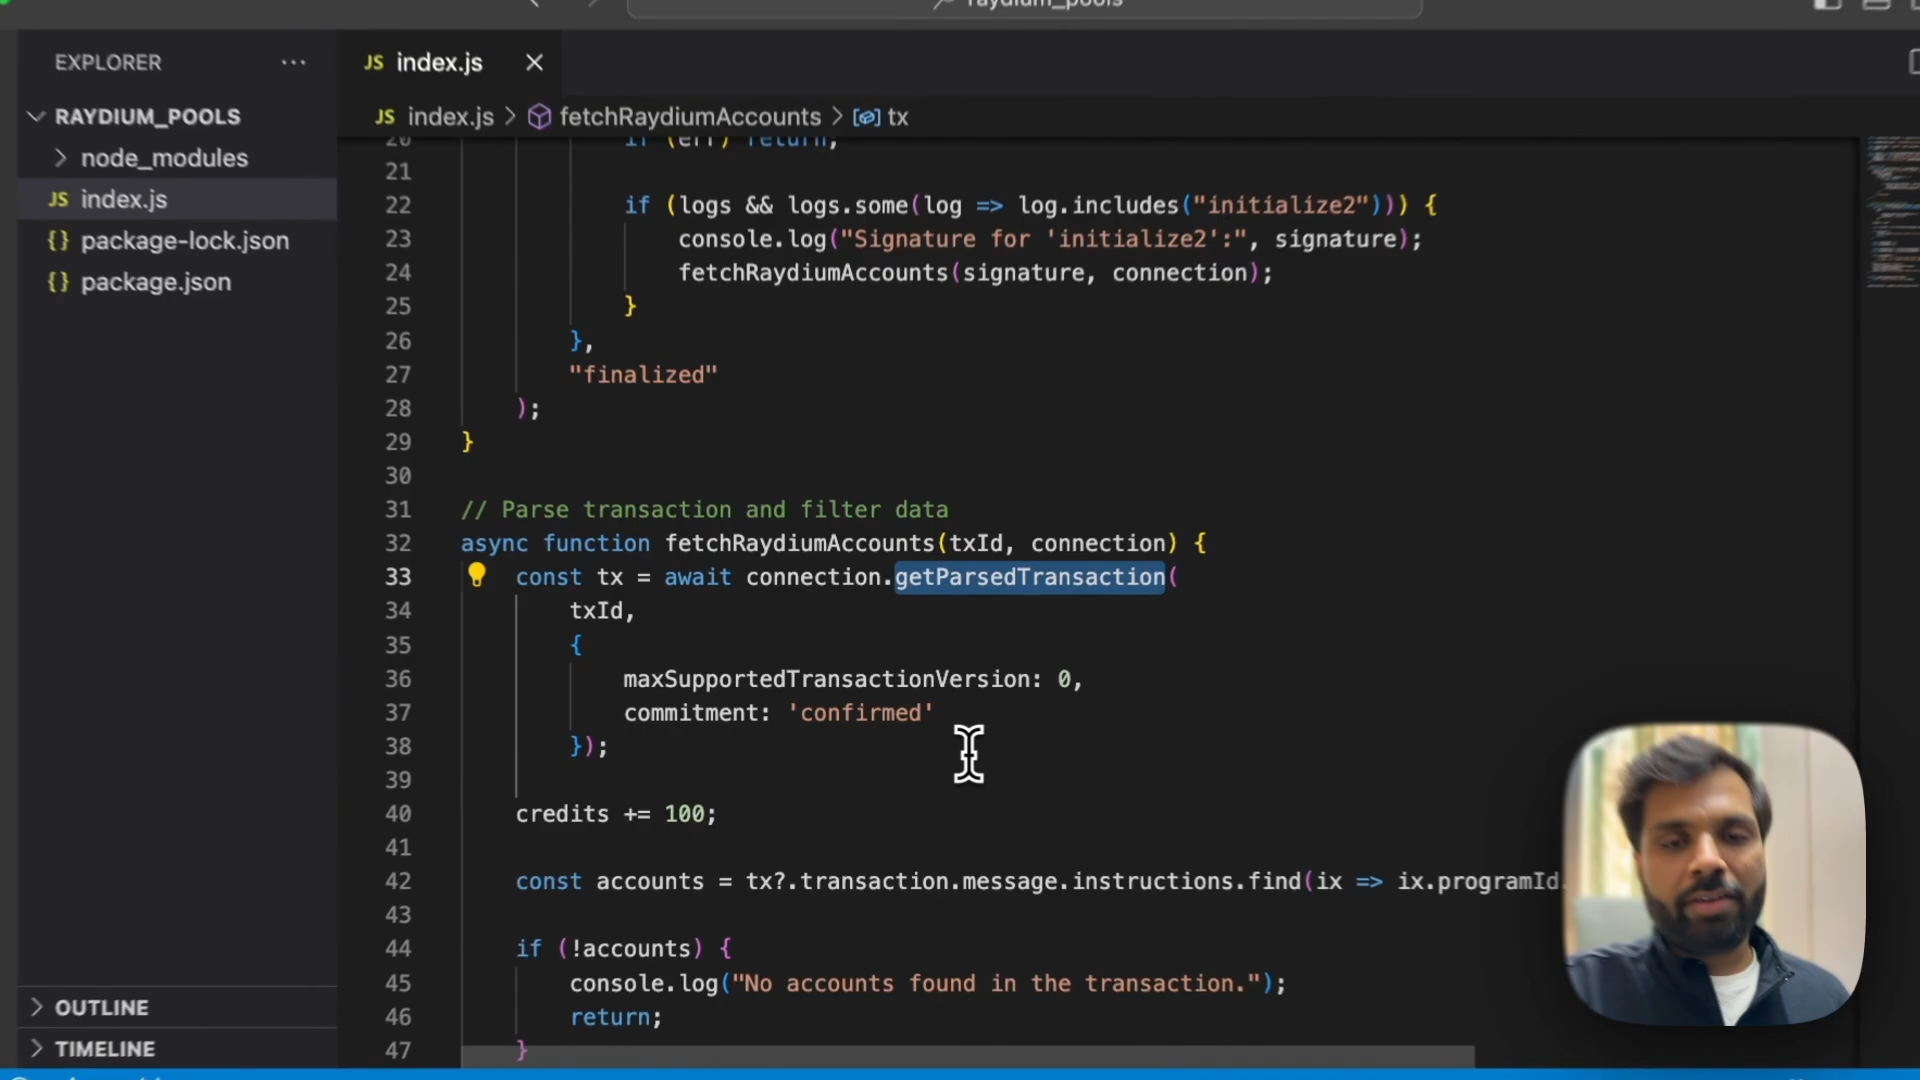 raydium_pools
EXPLORER ...
JS index.js
JS index.js > fetchRaydiumAccounts > tx
RAYDIUM_POOLS
node_modules
JS index.js
{} package-lock.json
{} package.json
OUTLINE
TIMELINE
20 if (err) return;
21
22 if (logs && logs.some(log => log.includes("initialize2"))) {
23 console.log("Signature for 'initialize2':", signature);
24 fetchRaydiumAccounts(signature, connection);
25 }
26 },
27 "finalized"
28 );
29 }
30
31 // Parse transaction and filter data
32 async function fetchRaydiumAccounts(txId, connection) {
33 const tx = await connection.getParsedTransaction(
34 txId,
35 {
36 maxSupportedTransactionVersion: 0,
37 commitment: 'confirmed'
38 });
39
40 credits += 100;
41
42 const accounts = tx?.transaction.message.instructions.find(ix => ix.programId.
43
44 if (!accounts) {
45 console.log("No accounts found in the transaction.");
46 return;
47 }